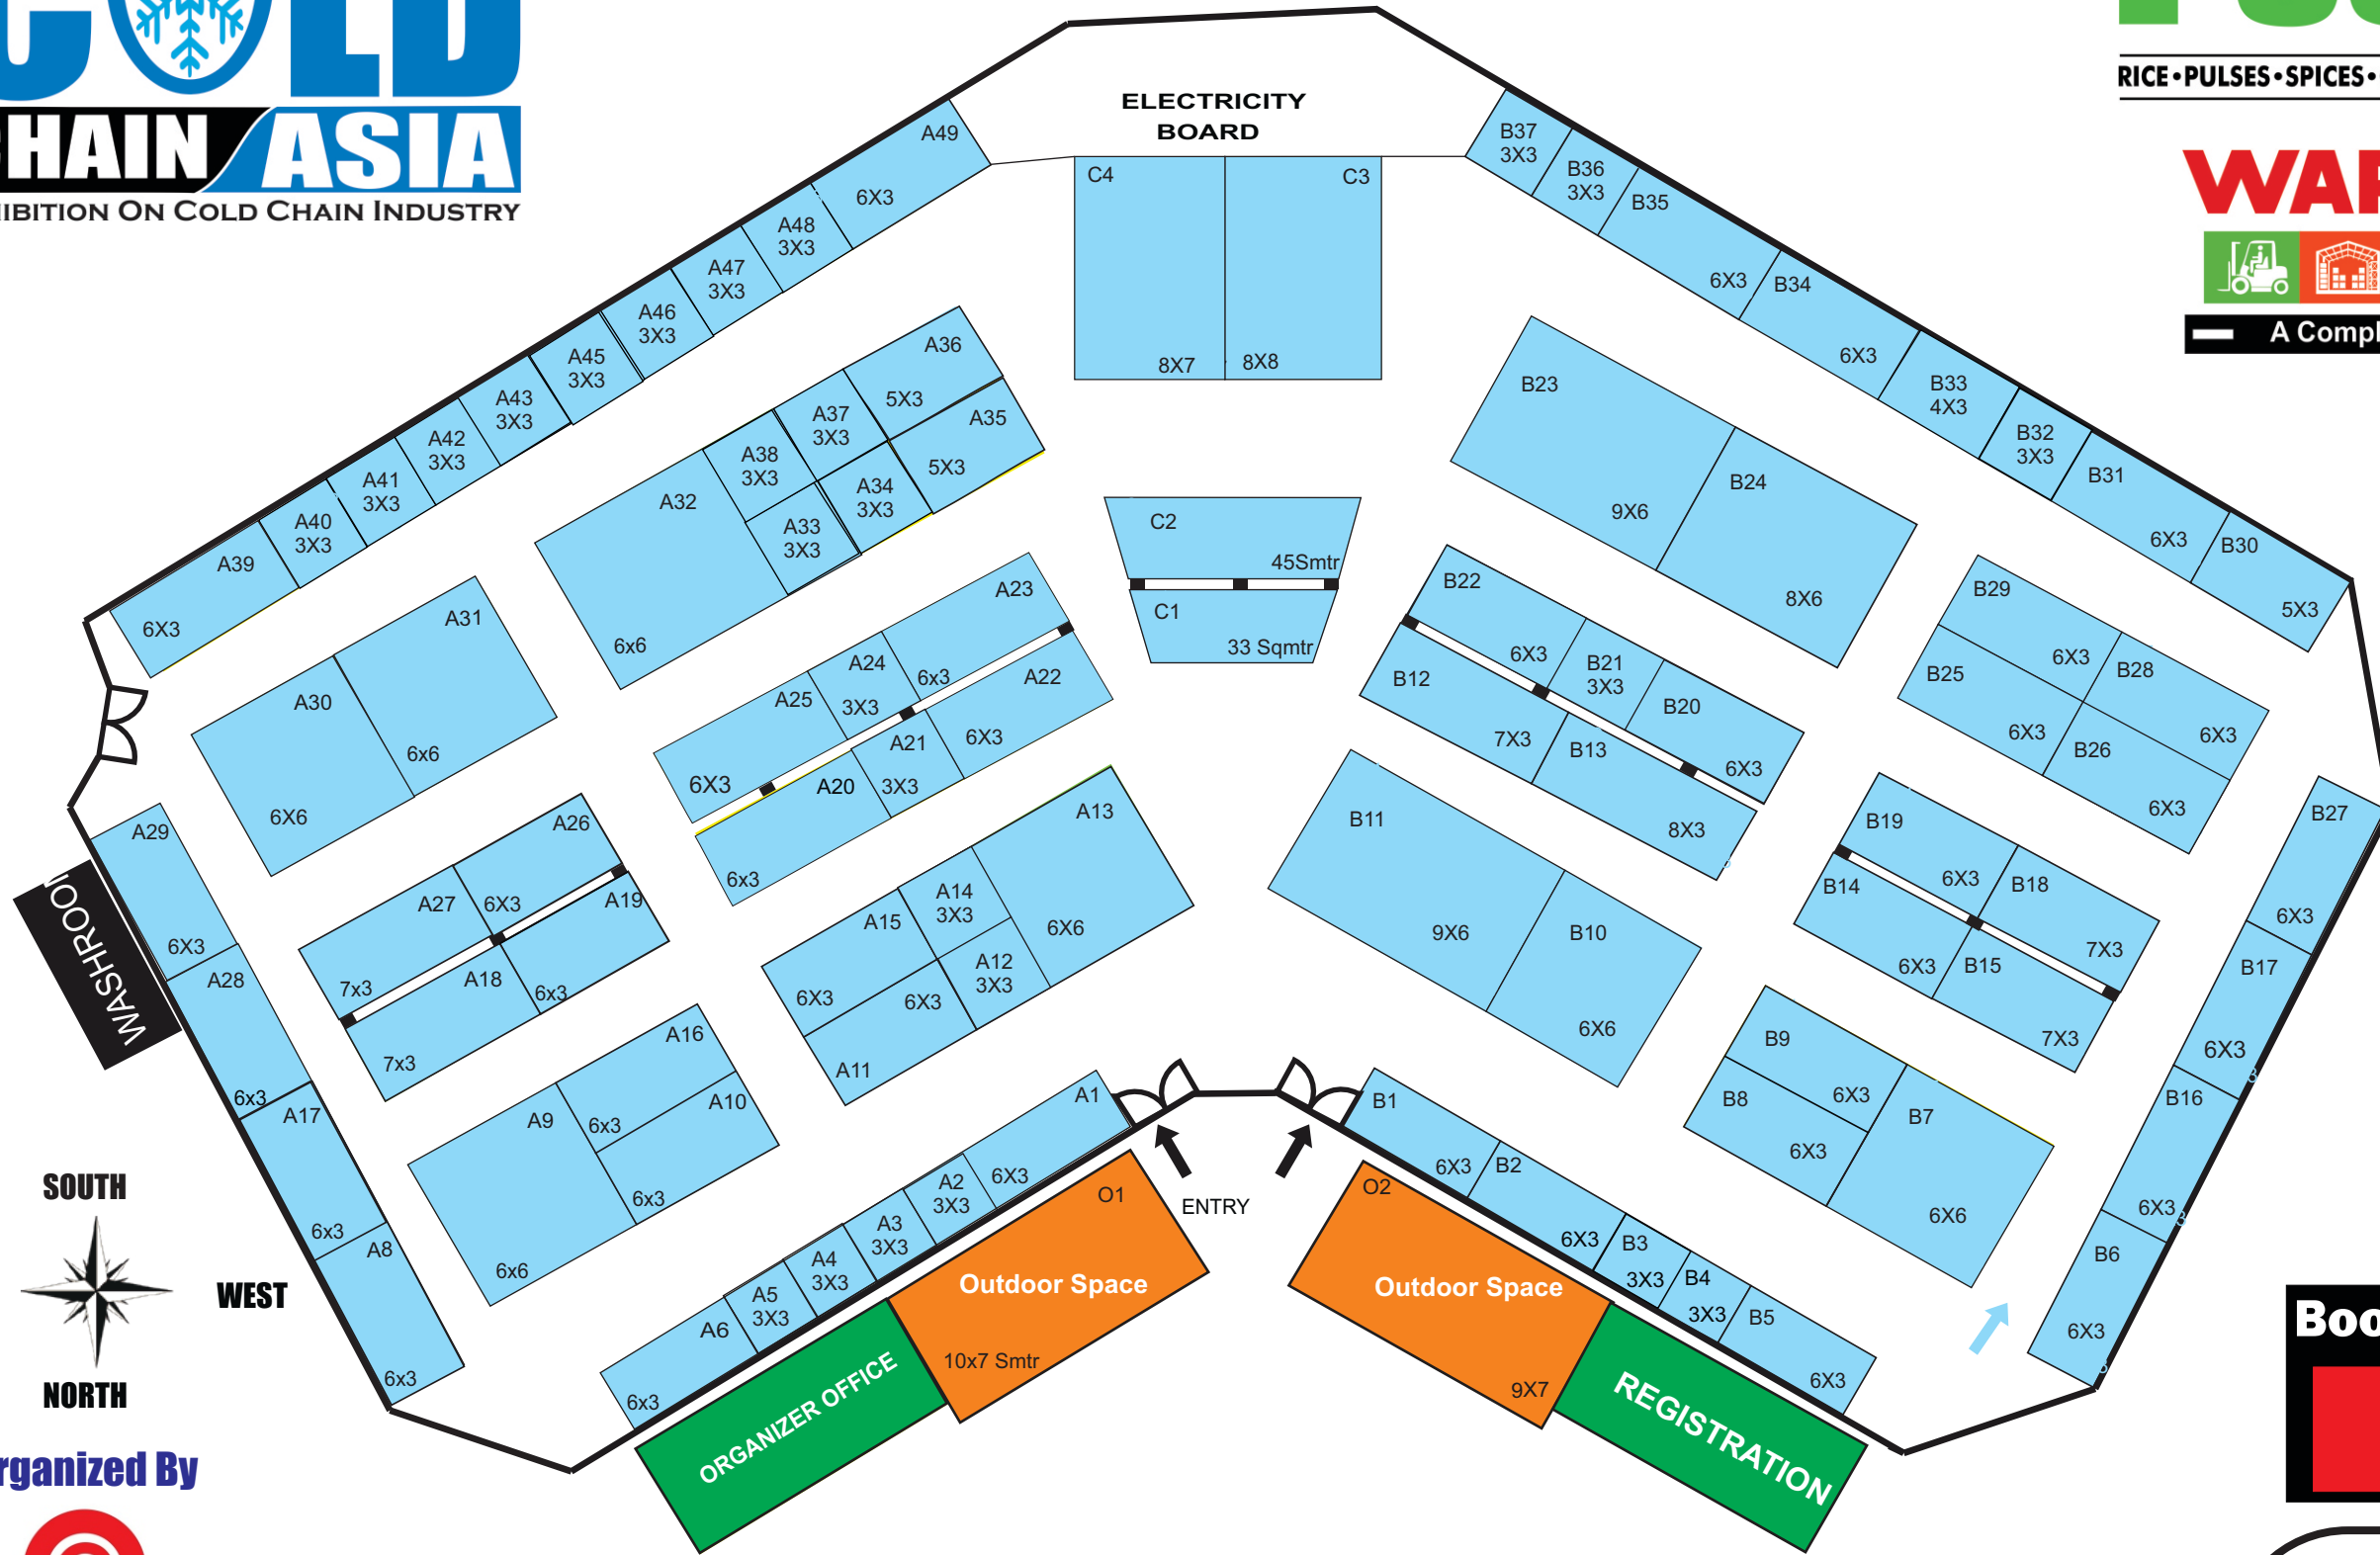 COLD
CHAIN ASIA
HIBITION ON COLD CHAIN INDUSTRY
RICE•PULSES•SPICES•
A Compl
ELECTRICITY
BOARD
C4
8X7
C3
8X8
C2
45Smtr
C1
33 Sqmtr
A49
6X3
A48
3X3
A47
3X3
A46
3X3
A45
3X3
A43
3X3
A42
3X3
A41
3X3
A40
3X3
A39
6X3
A36
5X3
A35
5X3
A37
3X3
A38
3X3
A34
3X3
A33
3X3
A32
6x6
A31
6x6
A30
6X6
A23
6x3
A24
3X3
A25
6X3
A22
6X3
A21
3X3
A20
6x3
A26
6X3
A27
7x3
A19
6x3
A18
7x3
A13
6X6
A14
3X3
A15
6X3
A12
3X3
A11
6X3
A16
6x3
A10
6x3
A9
6x6
A29
6X3
A28
6x3
A17
6x3
A8
6x3
WASHROOM
A1
6X3
A2
3X3
A3
3X3
A4
3X3
A5
3X3
A6
6x3
B37
3X3
B36
3X3
B35
6X3
B34
6X3
B33
4X3
B32
3X3
B31
6X3
B30
5X3
B23
9X6
B24
8X6
B22
6X3
B21
3X3
B20
6X3
B12
7X3
B13
8X3
B29
6X3
B28
6X3
B25
6X3
B26
6X3
B11
9X6
B10
6X6
B19
6X3
B18
7X3
B14
6X3
B15
7X3
B9
6X3
B8
6X3
B7
6X6
B27
6X3
B17
6X3
B16
6X3
B6
6X3
B1
6X3
B2
6X3
B3
3X3
B4
3X3
B5
6X3
ENTRY
O1
Outdoor Space
10x7 Smtr
O2
Outdoor Space
9X7
ORGANIZER OFFICE
REGISTRATION
SOUTH
WEST
NORTH
rganized By
Boo